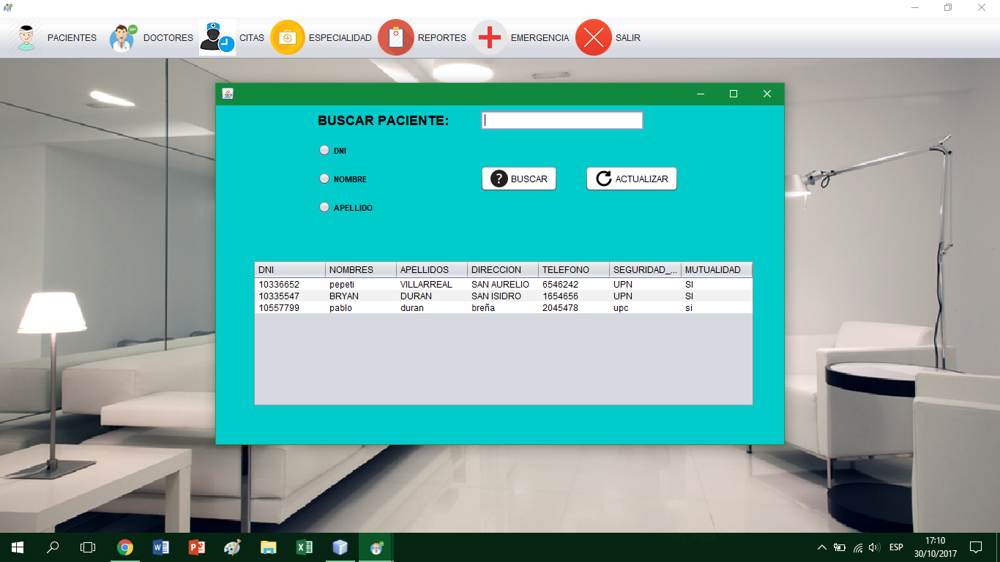 PACIENTES DOCTORES CITAS ESPECIALIDAD REPORTES EMERGENCIA SALIR
BUSCAR PACIENTE:
DNI
NOMBRE
BUSCAR ACTUALIZAR
APELLIDO
DNI NOMBRES APELLIDOS DIRECCION TELEFONO SEGURIDAD_... MUTUALIDAD
10336652 pepeti VILLARREAL SAN AURELIO 6546242 UPN SI
10335547 BRYAN DURAN SAN ISIDRO 1654656 UPN SI
10557799 pablo duran breña 2045478 upc si
ESP
17:10
30/10/2017